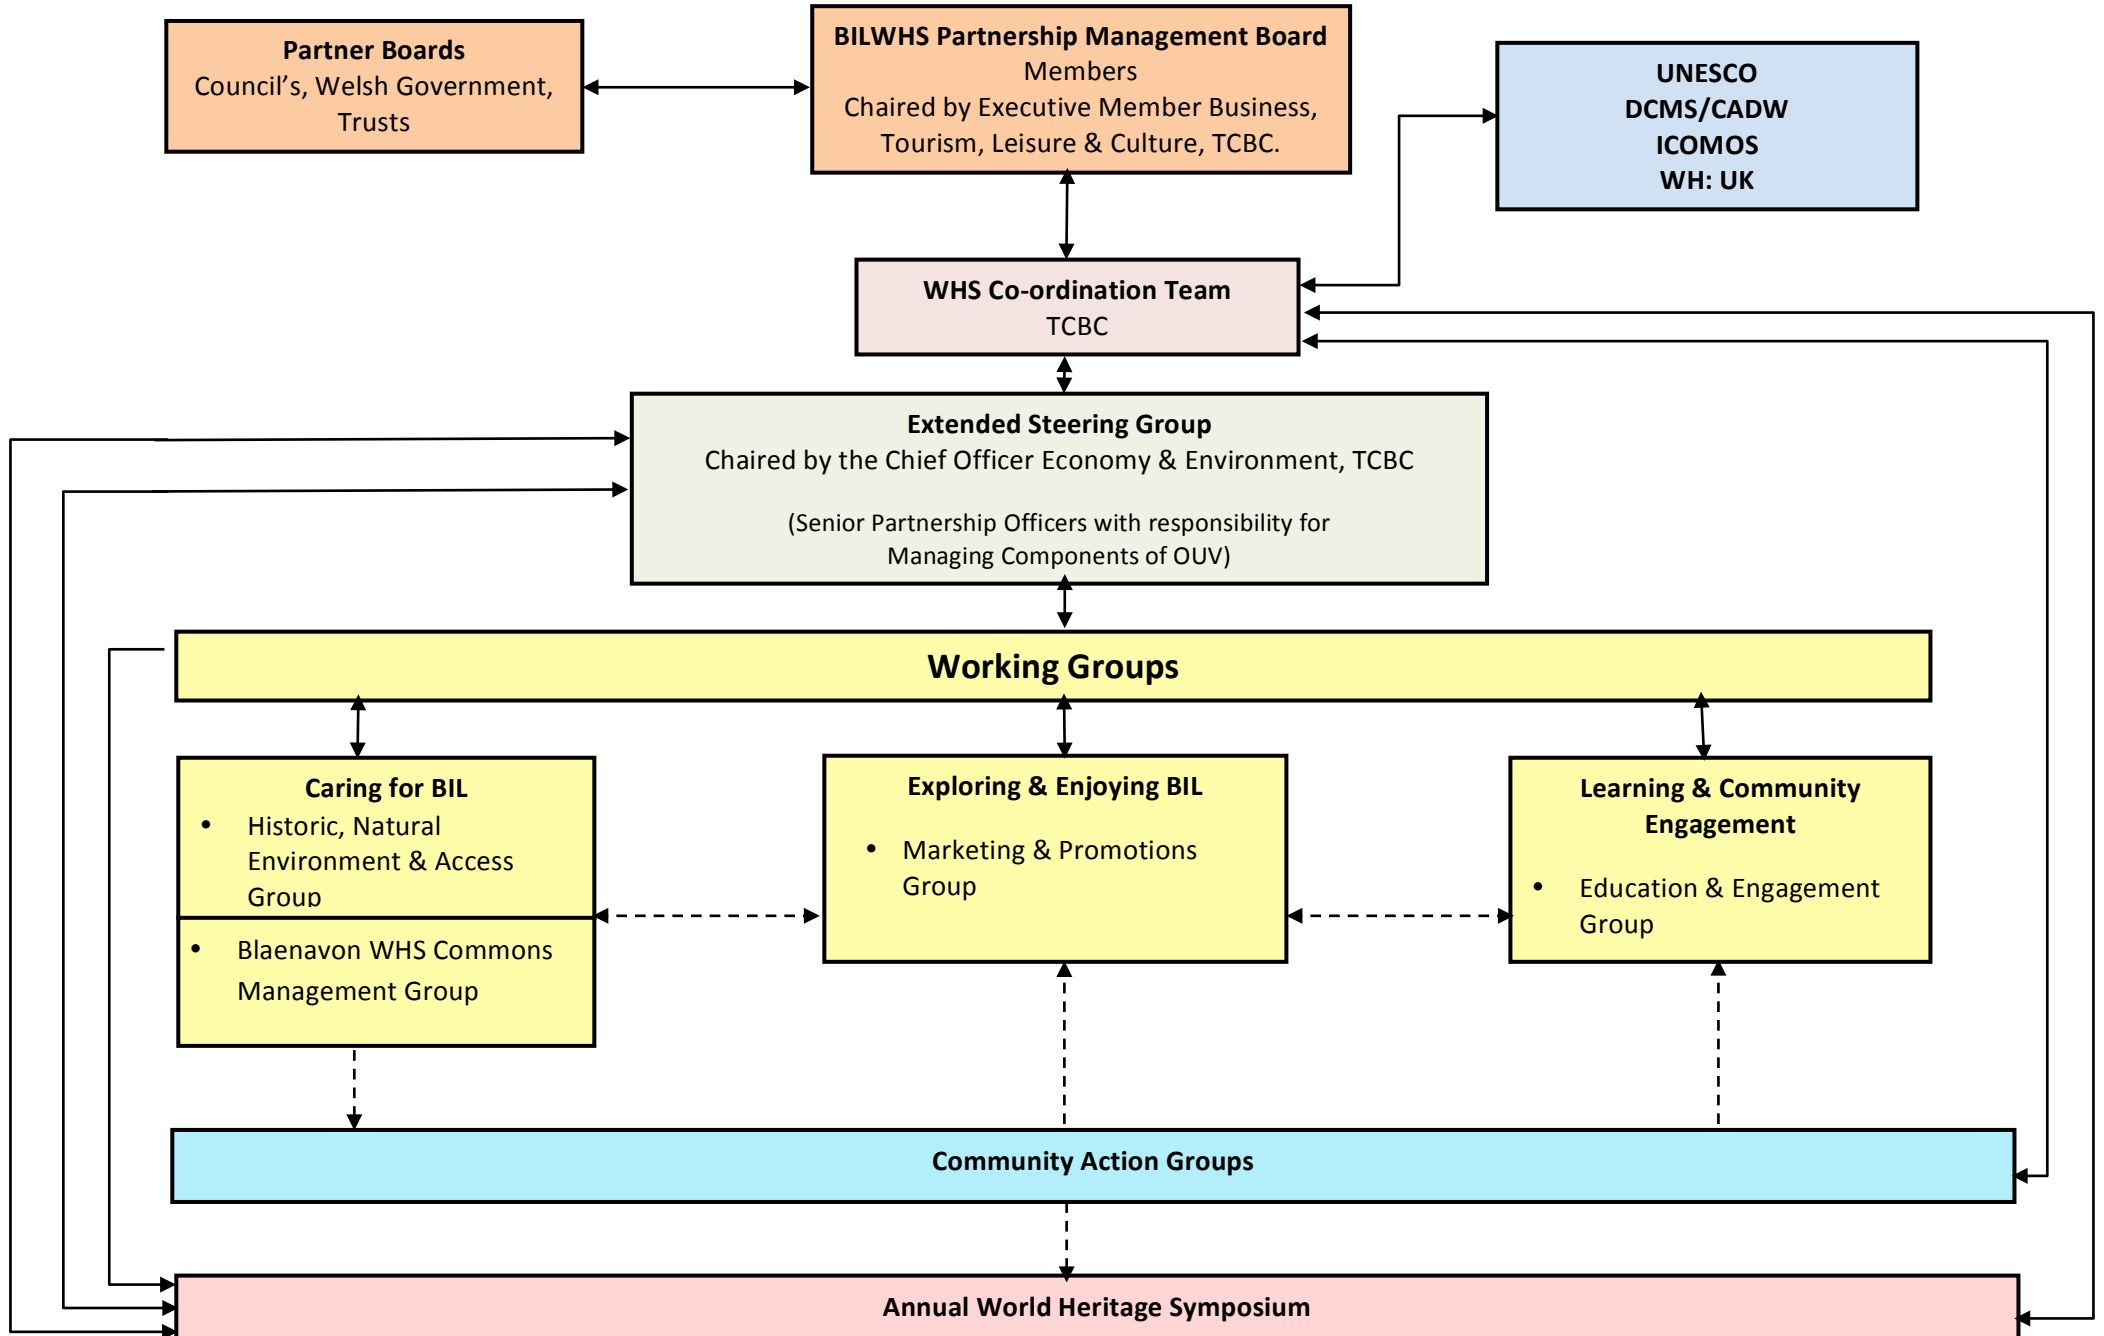 Partner Boards
Council's, Welsh Government,
Trusts
BILWHS Partnership Management Board
Members
Chaired by Executive Member Business,
Tourism, Leisure & Culture, TCBC.
UNESCO
DCMS/CADW
ICOMOS
WH: UK
WHS Co-ordination Team
TCBC
Extended Steering Group
Chaired by the Chief Officer Economy & Environment, TCBC
(Senior Partnership Officers with responsibility for
Managing Components of OUV)
Working Groups
Caring for BIL
• Historic, Natural
Environment & Access
Group
• Blaenavon WHS Commons
Management Group
Exploring & Enjoying BIL
• Marketing & Promotions
Group
Learning & Community
Engagement
• Education & Engagement
Group
Community Action Groups
Annual World Heritage Symposium